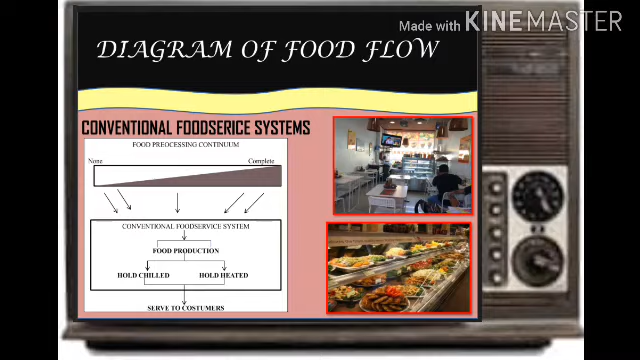 Made with KINEMASTER
DIAGRAM OF FOOD FLOW
CONVENTIONAL FOODSERICE SYSTEMS
FOOD PREOCESSING CONTINUUM
None Complete
CONVENTIONAL FOODSERVICE SYSTEM
FOOD PRODUCTION
HOLD CHILLED HOLD HEATED
SERVE TO COSTUMERS